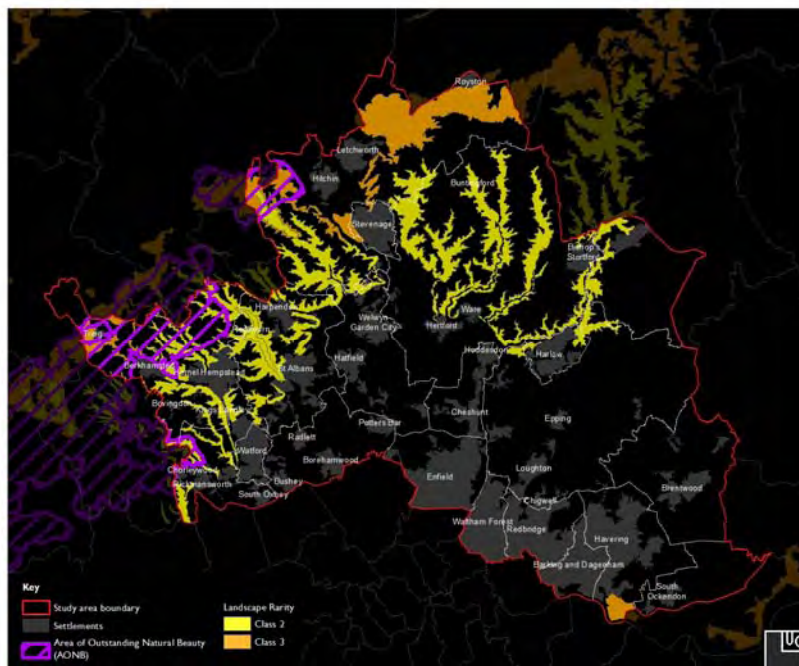 Royston
Letchworth
Hitchin
Buntingford
Stevenage
Bishop's
Stortford
Tring
Harpenden
Welwyn
Garden City
Ware
Hertford
Berkhamsted
Hemel Hempstead
St Albans
Hatfield
Hoddesdon
Harlow
Bovingdon
Kings Langley
Cheshunt
Epping
Potters Bar
Radlett
Watford
Chorleywood
Borehamwood
Rickmansworth
Bushey
South Oxhey
Enfield
Loughton
Brentwood
Chigwell
Waltham Forest
Redbridge
Havering
Barking and Dagenham
South
Ockendon
Key
Study area boundary
Settlements
Area of Outstanding Natural Beauty
(AONB)
Landscape Rarity
Class 2
Class 3